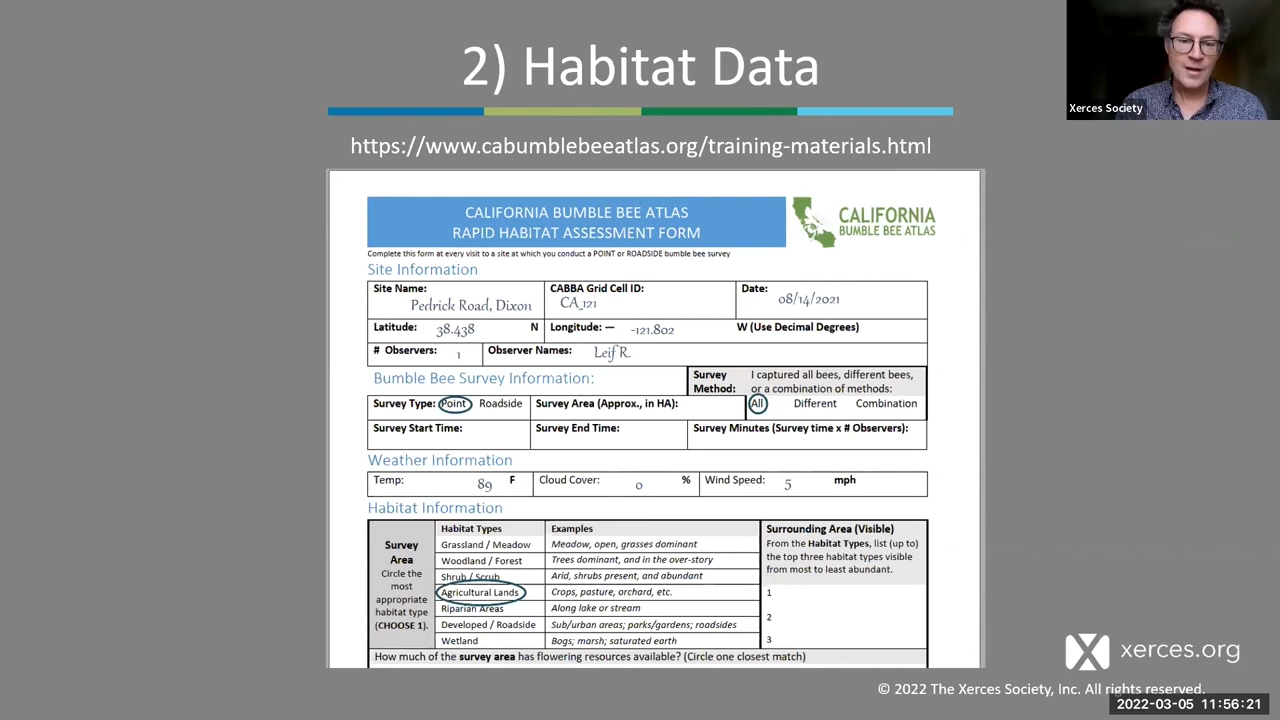 2) Habitat Data
Xerces Society
https://www.cabumblebeeatlas.org/training-materials.html
CALIFORNIA BUMBLE BEE ATLAS
RAPID HABITAT ASSESSMENT FORM
CALIFORNIA
BUMBLE BEE ATLAS
Complete this form at every visit to a site at which you conduct a POINT or ROADSIDE bumble bee survey
Site Information
Site Name: Pedrick Road, Dixon CABBA Grid Cell ID: CA_121 Date: 08/14/2021
Latitude: 38.438 N Longitude: — -121.802 W (Use Decimal Degrees)
# Observers: 1 Observer Names: Leif R.
Bumble Bee Survey Information: Survey Method: I captured all bees, different bees, or a combination of methods:
Survey Type: Point Roadside Survey Area (Approx., in HA): All Different Combination
Survey Start Time: Survey End Time: Survey Minutes (Survey time x # Observers):
Weather Information
Temp: 89 F Cloud Cover: 0 % Wind Speed: 5 mph
Habitat Information
Survey Area
Circle the most appropriate habitat type (CHOOSE 1).
Habitat Types Examples
Grassland / Meadow Meadow, open, grasses dominant
Woodland / Forest Trees dominant, and in the over-story
Shrub / Scrub Arid, shrubs present, and abundant
Agricultural Lands Crops, pasture, orchard, etc.
Riparian Areas Along lake or stream
Developed / Roadside Sub/urban areas; parks/gardens; roadsides
Wetland Bogs; marsh; saturated earth
Surrounding Area (Visible)
From the Habitat Types, list (up to)
the top three habitat types visible
from most to least abundant.
1
2
3
How much of the survey area has flowering resources available? (Circle one closest match)
xerces.org
© 2022 The Xerces Society, Inc. All rights reserved.
2022-03-05 11:56:21